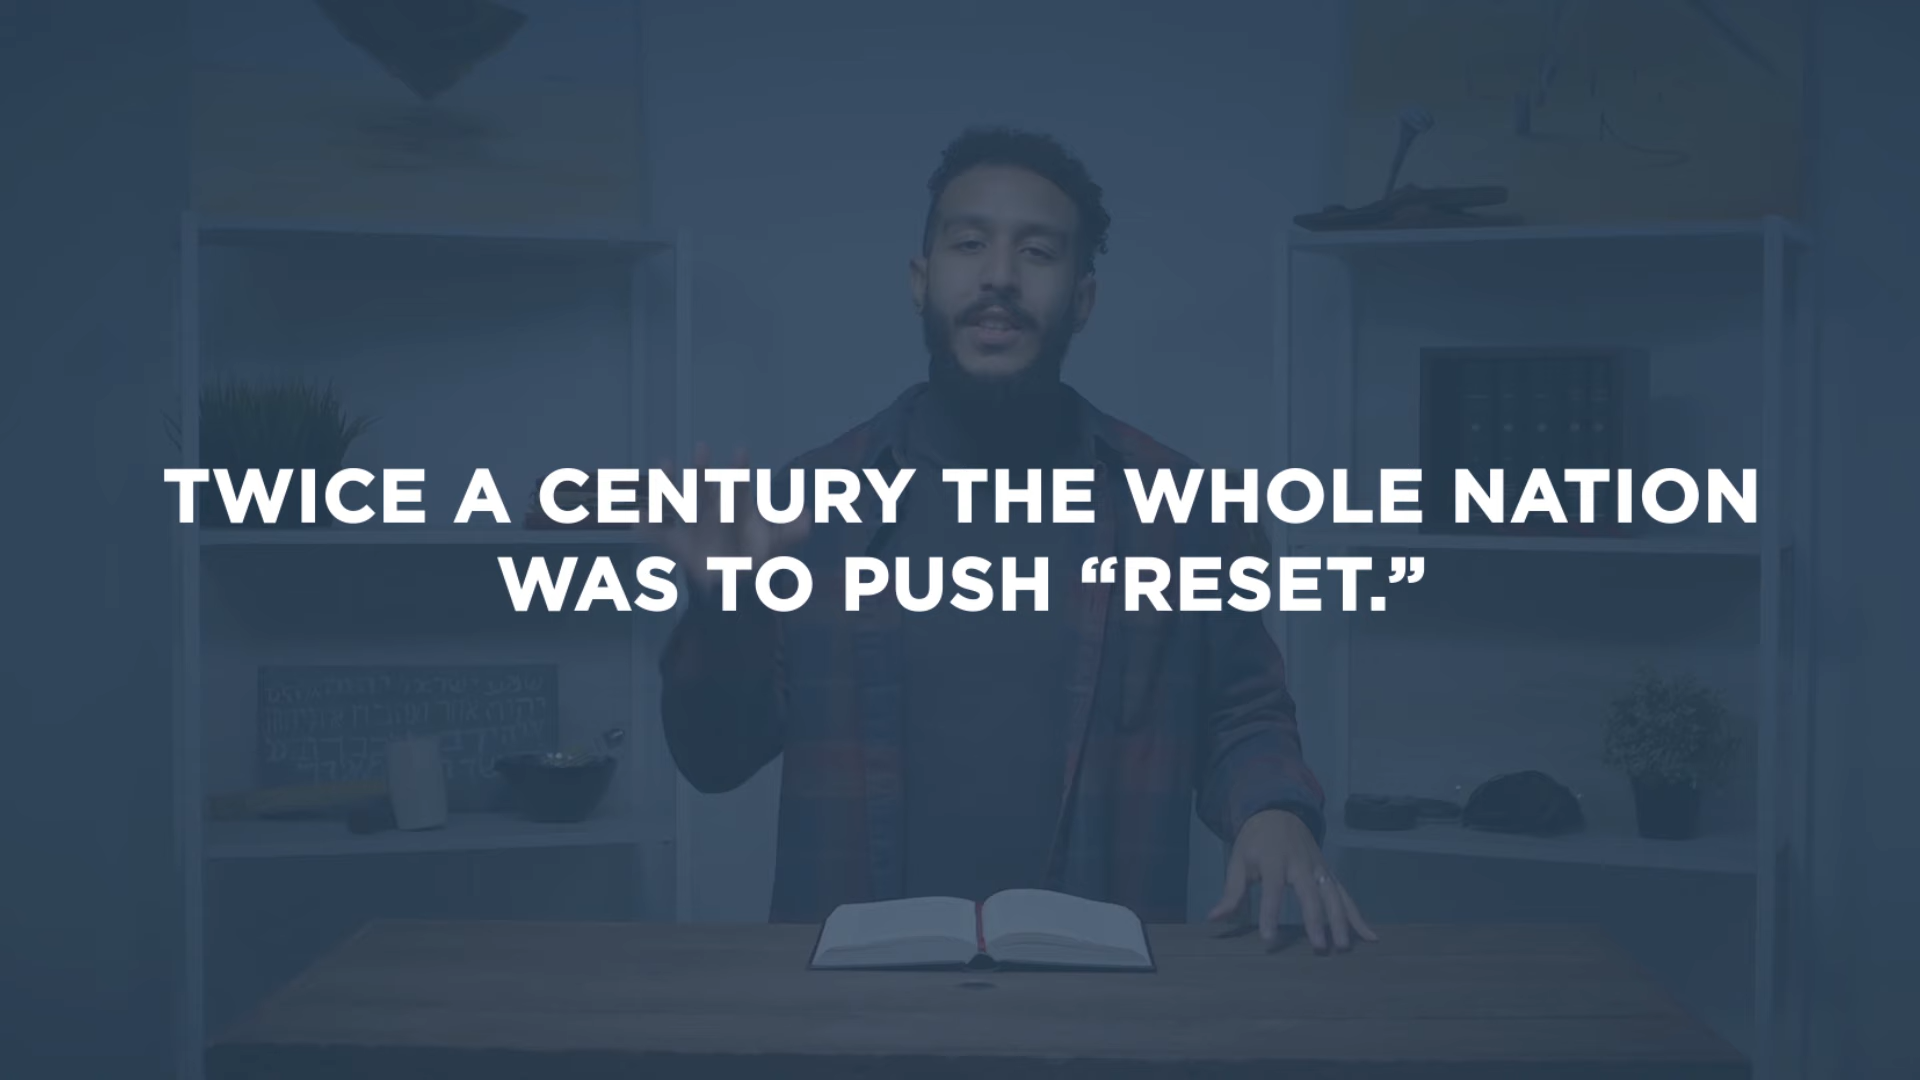 TWICE A CENTURY THE WHOLE NATION
WAS TO PUSH “RESET.”